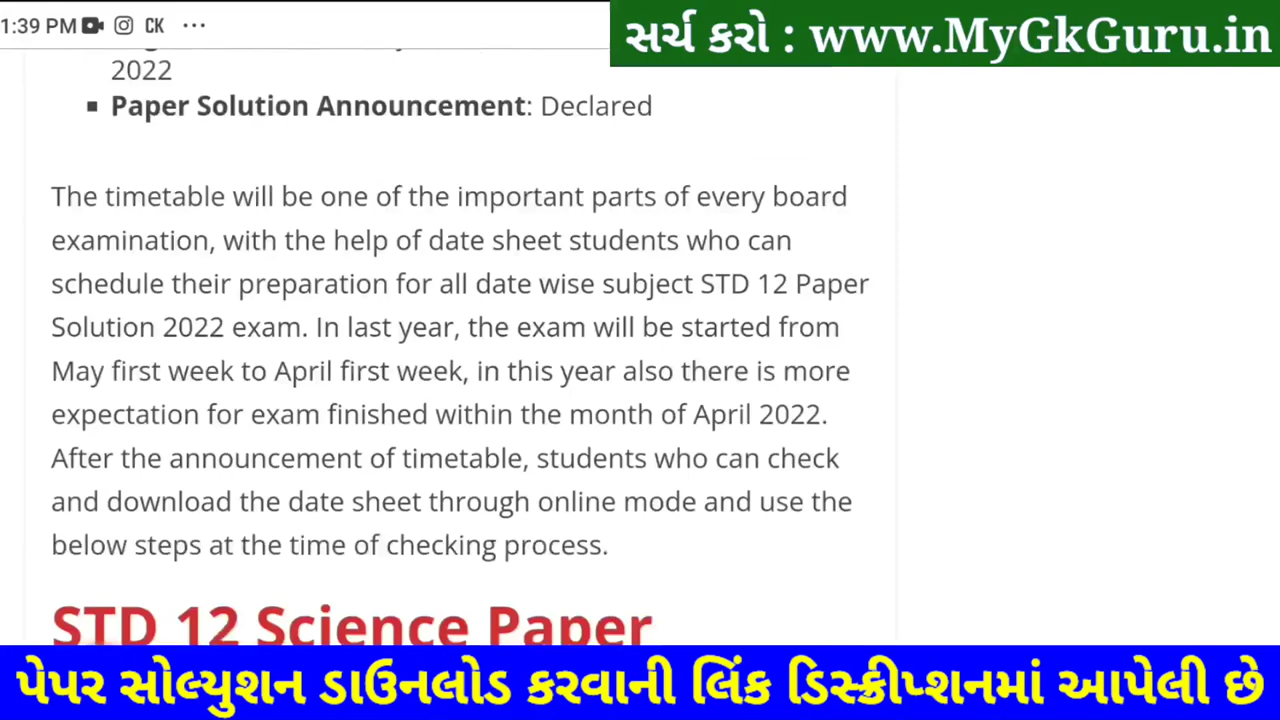 1:39 PM CK ...
સર્ચ કરો : www.MyGkGuru.in
2022
▪ Paper Solution Announcement: Declared
The timetable will be one of the important parts of every board
examination, with the help of date sheet students who can
schedule their preparation for all date wise subject STD 12 Paper
Solution 2022 exam. In last year, the exam will be started from
May first week to April first week, in this year also there is more
expectation for exam finished within the month of April 2022.
After the announcement of timetable, students who can check
and download the date sheet through online mode and use the
below steps at the time of checking process.
STD 12 Science Paper
પેપર સોલ્યુશન ડાઉનલોડ કરવાની લિંક ડિસ્ક્રીપ્શનમાં આપેલી છે